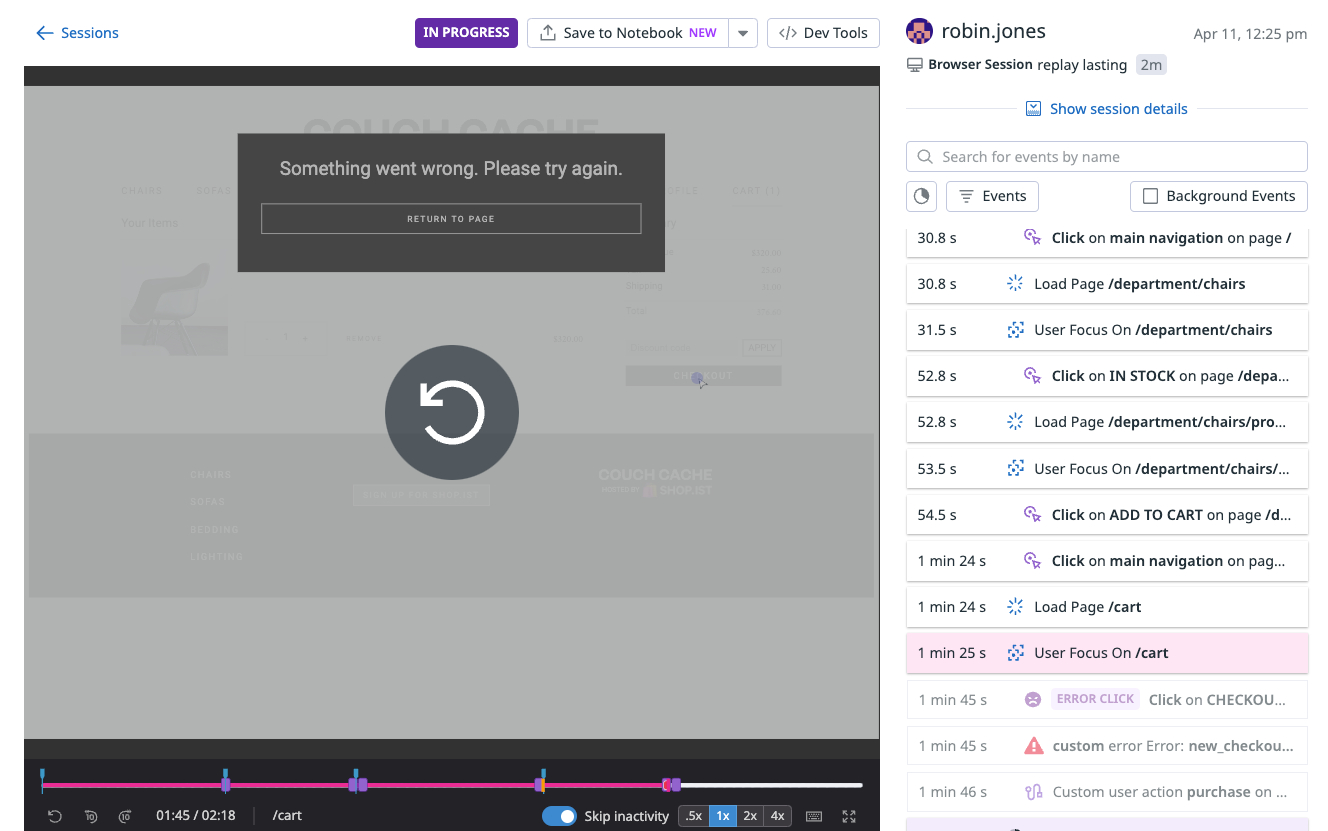 Sessions
IN PROGRESS
Save to Notebook NEW
Dev Tools
COUCH CACHE
Something went wrong. Please try again.
RETURN TO PAGE
CHAIRS
SOFAS
CART (1)
Your Items
Shipping
Total
REMOVE
$120.00
APPLY
CHECKOUT
CHAIRS
SOFAS
BEDDING
LIGHTING
SIGN UP FOR SHOP.IST
COUCH CACHE
HOSTED BY SHOP.IST
10
10
01:45 / 02:18
/cart
Skip inactivity
.5x
1x
2x
4x
robin.jones
Apr 11, 12:25 pm
Browser Session replay lasting 2m
Show session details
Search for events by name
Events
Background Events
30.8 s Click on main navigation on page /
30.8 s Load Page /department/chairs
31.5 s User Focus On /department/chairs
52.8 s Click on IN STOCK on page /depa...
52.8 s Load Page /department/chairs/pro...
53.5 s User Focus On /department/chairs/...
54.5 s Click on ADD TO CART on page /d...
1 min 24 s Click on main navigation on pag...
1 min 24 s Load Page /cart
1 min 25 s User Focus On /cart
1 min 45 s ERROR CLICK Click on CHECKOU...
1 min 45 s custom error Error: new_checkou...
1 min 46 s Custom user action purchase on ...